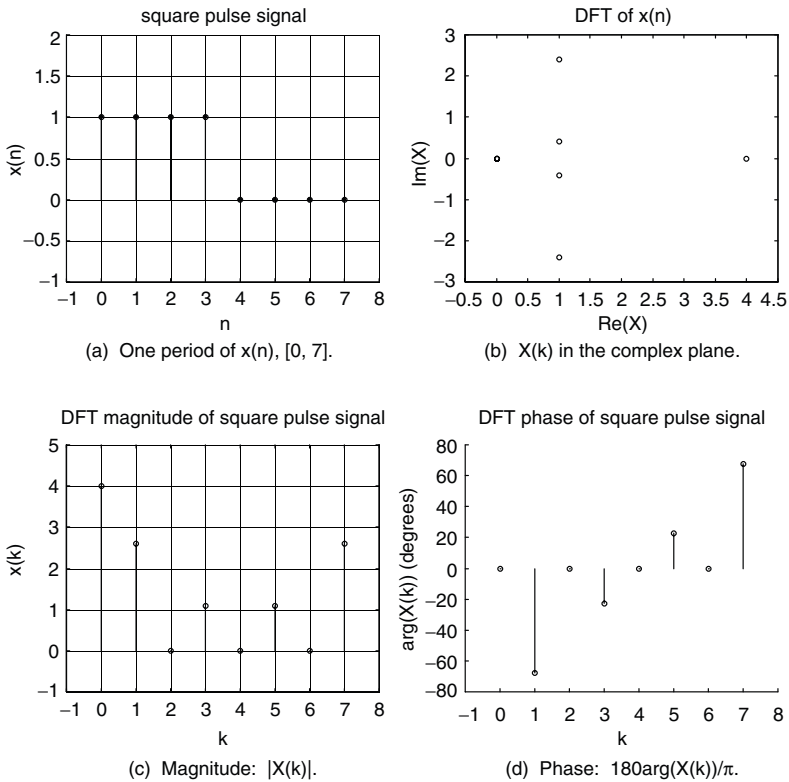 square pulse signal
2
1.5
1
0.5
0
−0.5
−1
x(n)
−1 0 1 2 3 4 5 6 7 8
n
(a) One period of x(n), [0, 7].
DFT of x(n)
3
2
1
0
−1
−2
−3
Im(X)
−0.5 0 0.5 1 1.5 2 2.5 3 3.5 4 4.5
Re(X)
(b) X(k) in the complex plane.
DFT magnitude of square pulse signal
5
4
3
2
1
0
−1
x(k)
−1 0 1 2 3 4 5 6 7 8
k
(c) Magnitude: |X(k)|.
DFT phase of square pulse signal
80
60
40
20
0
−20
−40
−60
−80
arg(X(k)) (degrees)
−1 0 1 2 3 4 5 6 7 8
k
(d) Phase: 180arg(X(k))/π.